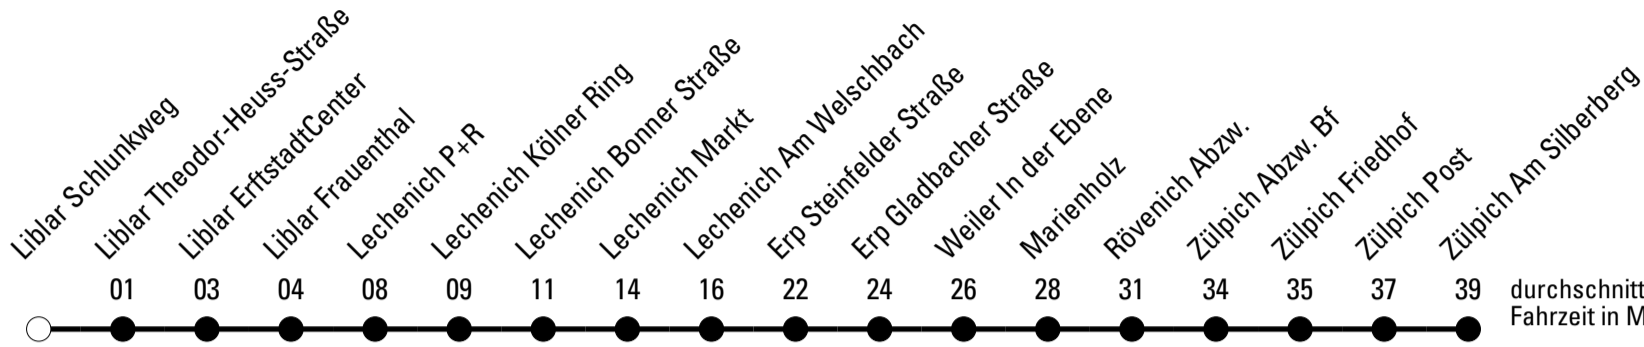 Liblar Schlunkweg
Liblar Theodor-Heuss-Straße
Liblar ErftstadtCenter
Liblar Frauenthal
Lechenich P+R
Lechenich Kölner Ring
Lechenich Bonner Straße
Lechenich Markt
Lechenich Am Welschbach
Erp Steinfelder Straße
Erp Gladbacher Straße
Weiler In der Ebene
Marienholz
Rövenich Abzw.
Zülpich Abzw. Bf
Zülpich Friedhof
Zülpich Post
Zülpich Am Silberberg
01 03 04 08 09 11 14 16 22 24 26 28 31 34 35 37 39
durchschnitt
Fahrzeit in M